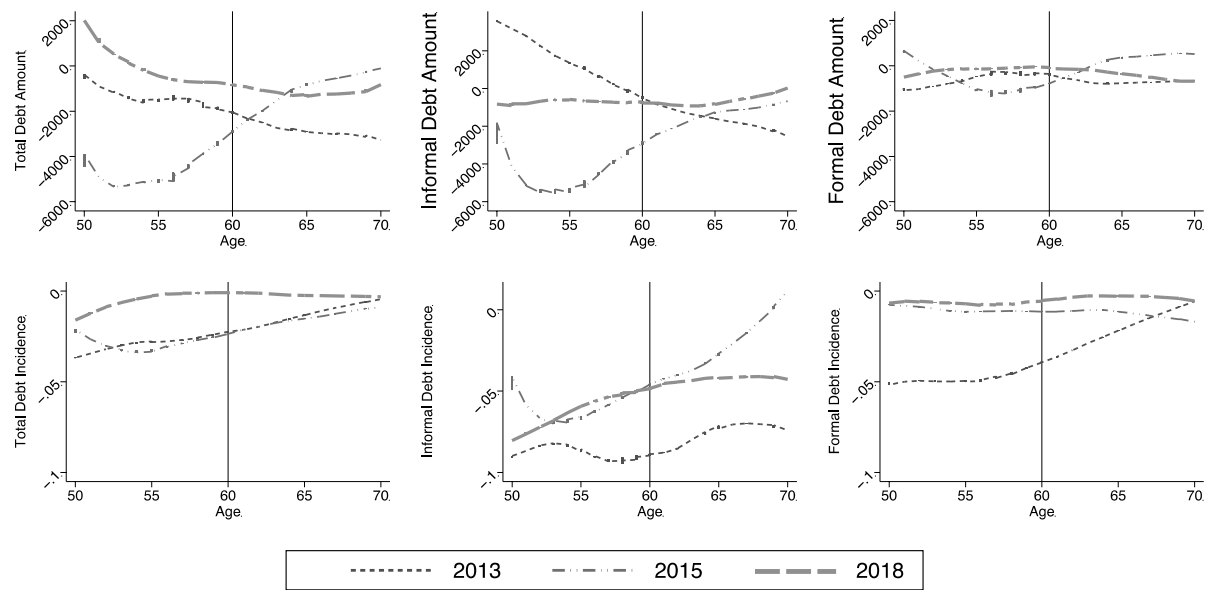 Total Debt Amount
2000.
0.
-2000.
-4000.
-6000.
50 55 60 65 70.
Age.
Informal Debt Amount
2000.
0.
-2000.
-4000.
-6000.
50 55 60 65 70.
Age.
Formal Debt Amount
2000.
0.
-2000.
-4000.
-6000.
50 55 60 65 70.
Age.
Total Debt Incidence.
0.
-.05.
-.1.
50 55 60 65 70.
Age.
Informal Debt Incidence.
0.
-.05.
-.1.
50 55 60 65 70.
Age.
Formal Debt Incidence.
0.
-.05.
-.1.
50 55 60 65 70.
Age.
2013 2015 2018